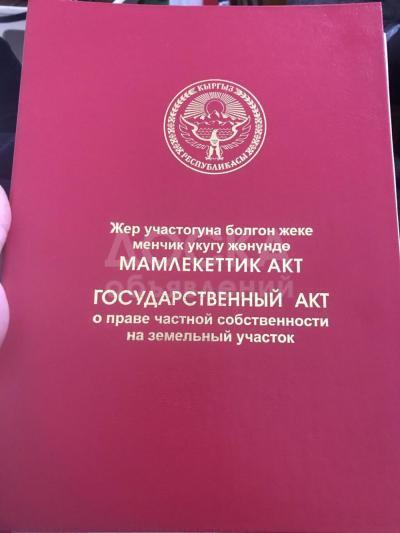 КЫРГЫЗ
РЕСПУБЛИКАСЫ
Жер участогуна болгон жеке
менчик укугу жөнүндө
МАМЛЕКЕТТИК АКТ
ГОСУДАРСТВЕННЫЙ АКТ
о праве частной собственности
на земельный участок
объявлений